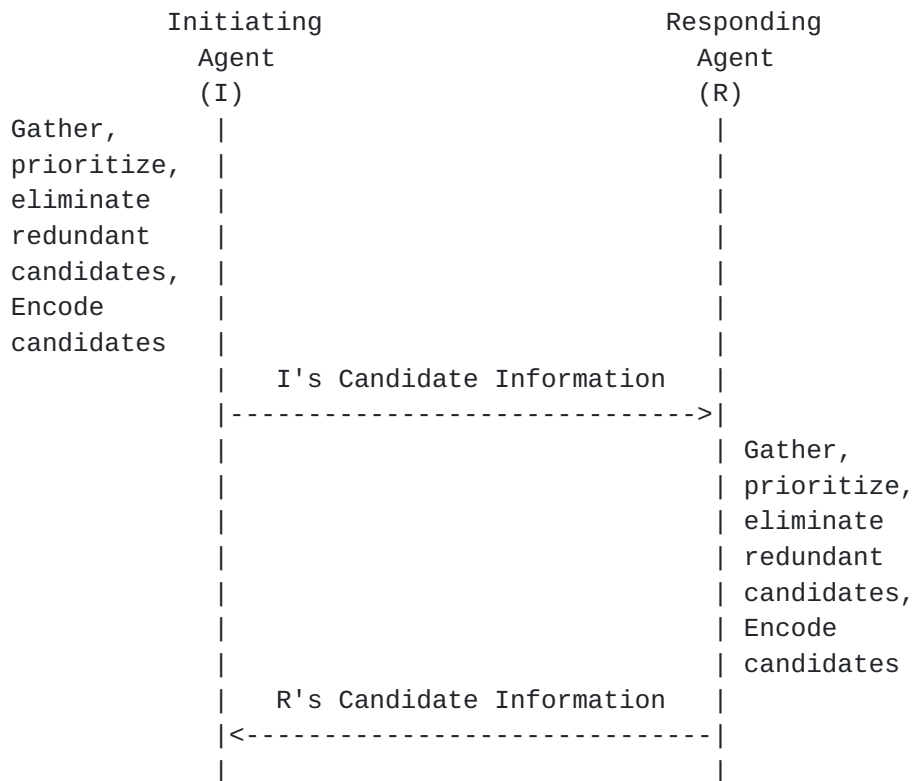 Initiating Responding
Agent Agent
(I) (R)
Gather,
prioritize,
eliminate
redundant
candidates,
Encode
candidates
I's Candidate Information
Gather,
prioritize,
eliminate
redundant
candidates,
Encode
candidates
R's Candidate Information